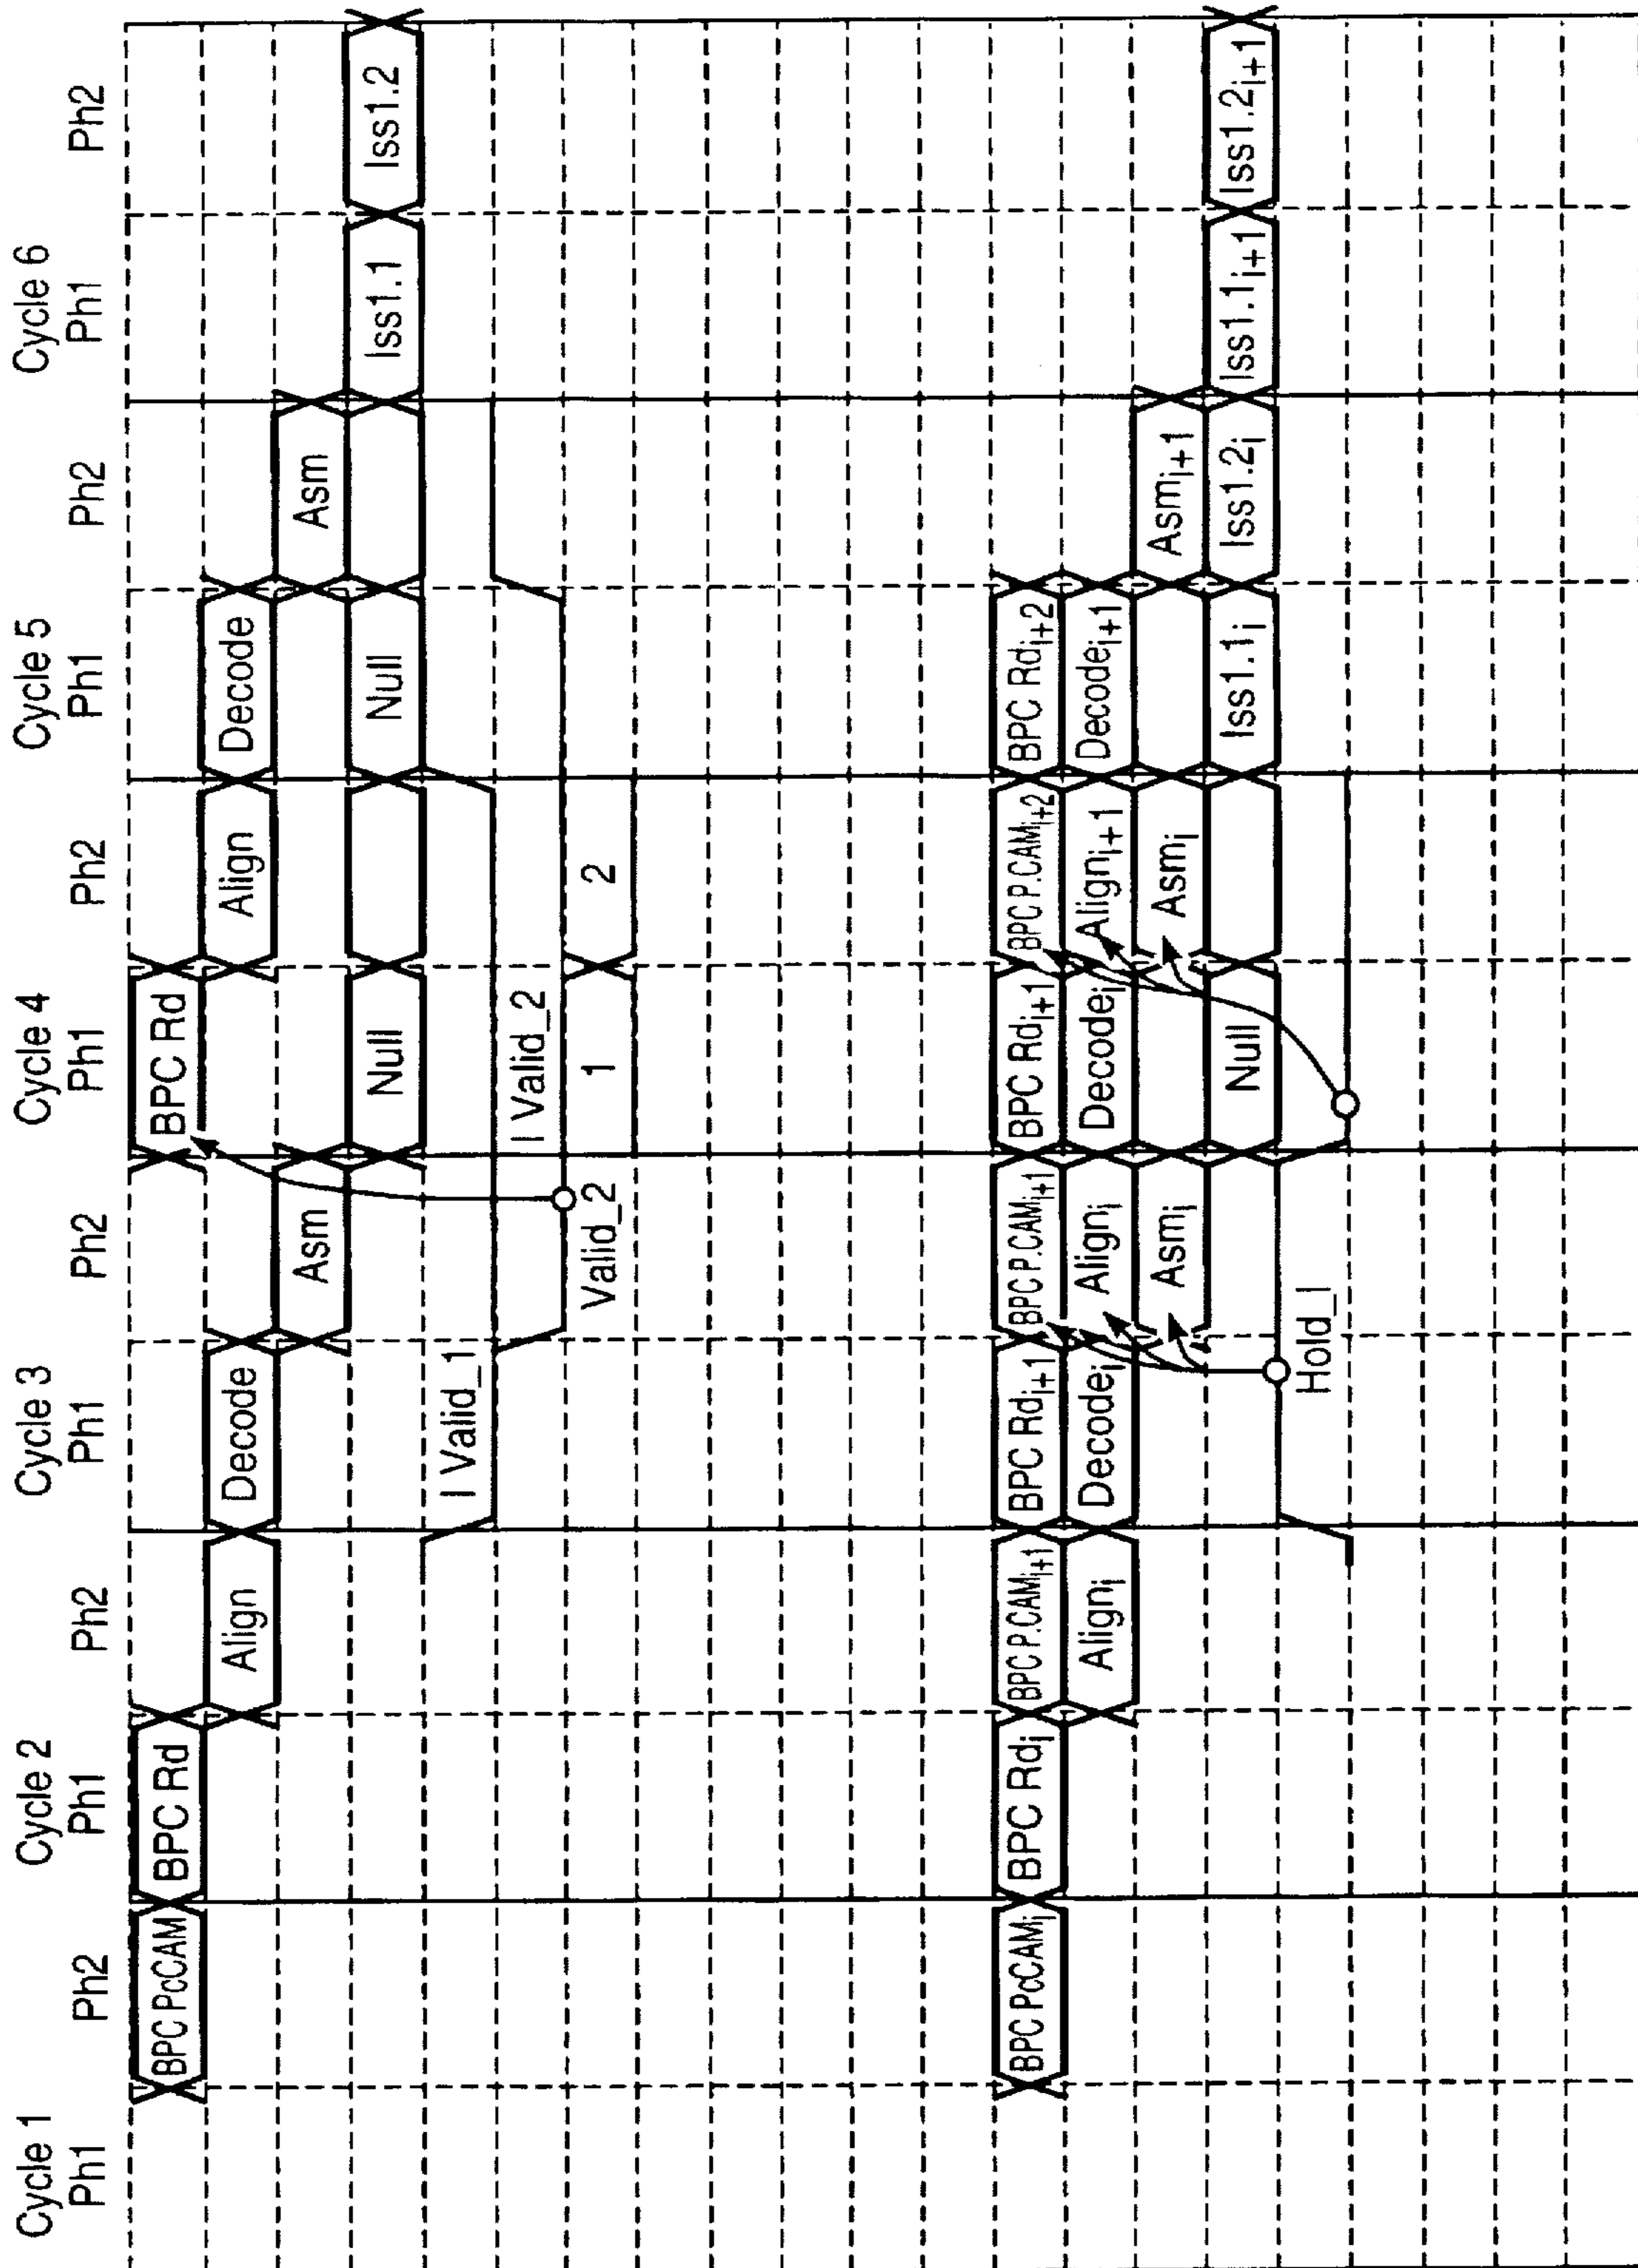 Cycle 1
Cycle 2
Cycle 3
Cycle 4
Cycle 5
Cycle 6
Ph1
Ph2
Ph1
Ph2
Ph1
Ph2
Ph1
Ph2
Ph1
Ph2
Ph1
Ph2
BPC PcCAM
BPC Rd
BPC Rd
Align
Decode
Align
Decode
Asm
Asm
Null
Null
Iss1.1
Iss1.2
I Valid_1
I Valid_2
Valid_2
1
2
BPC PcCAMi
BPC Rdi
BPC P.CAMi+1
BPC Rdi+1
BPC P.CAMi+1
BPC Rdi+1
BPC P.CAMi+2
BPC Rdi+2
Aligni
Decodei
Aligni
Decodei
Aligni+1
Decodei+1
Asmi
Asmi
Asmi+1
Null
Iss1.1i
Iss1.2i
Iss1.1i+1
Iss1.2i+1
Hold_I